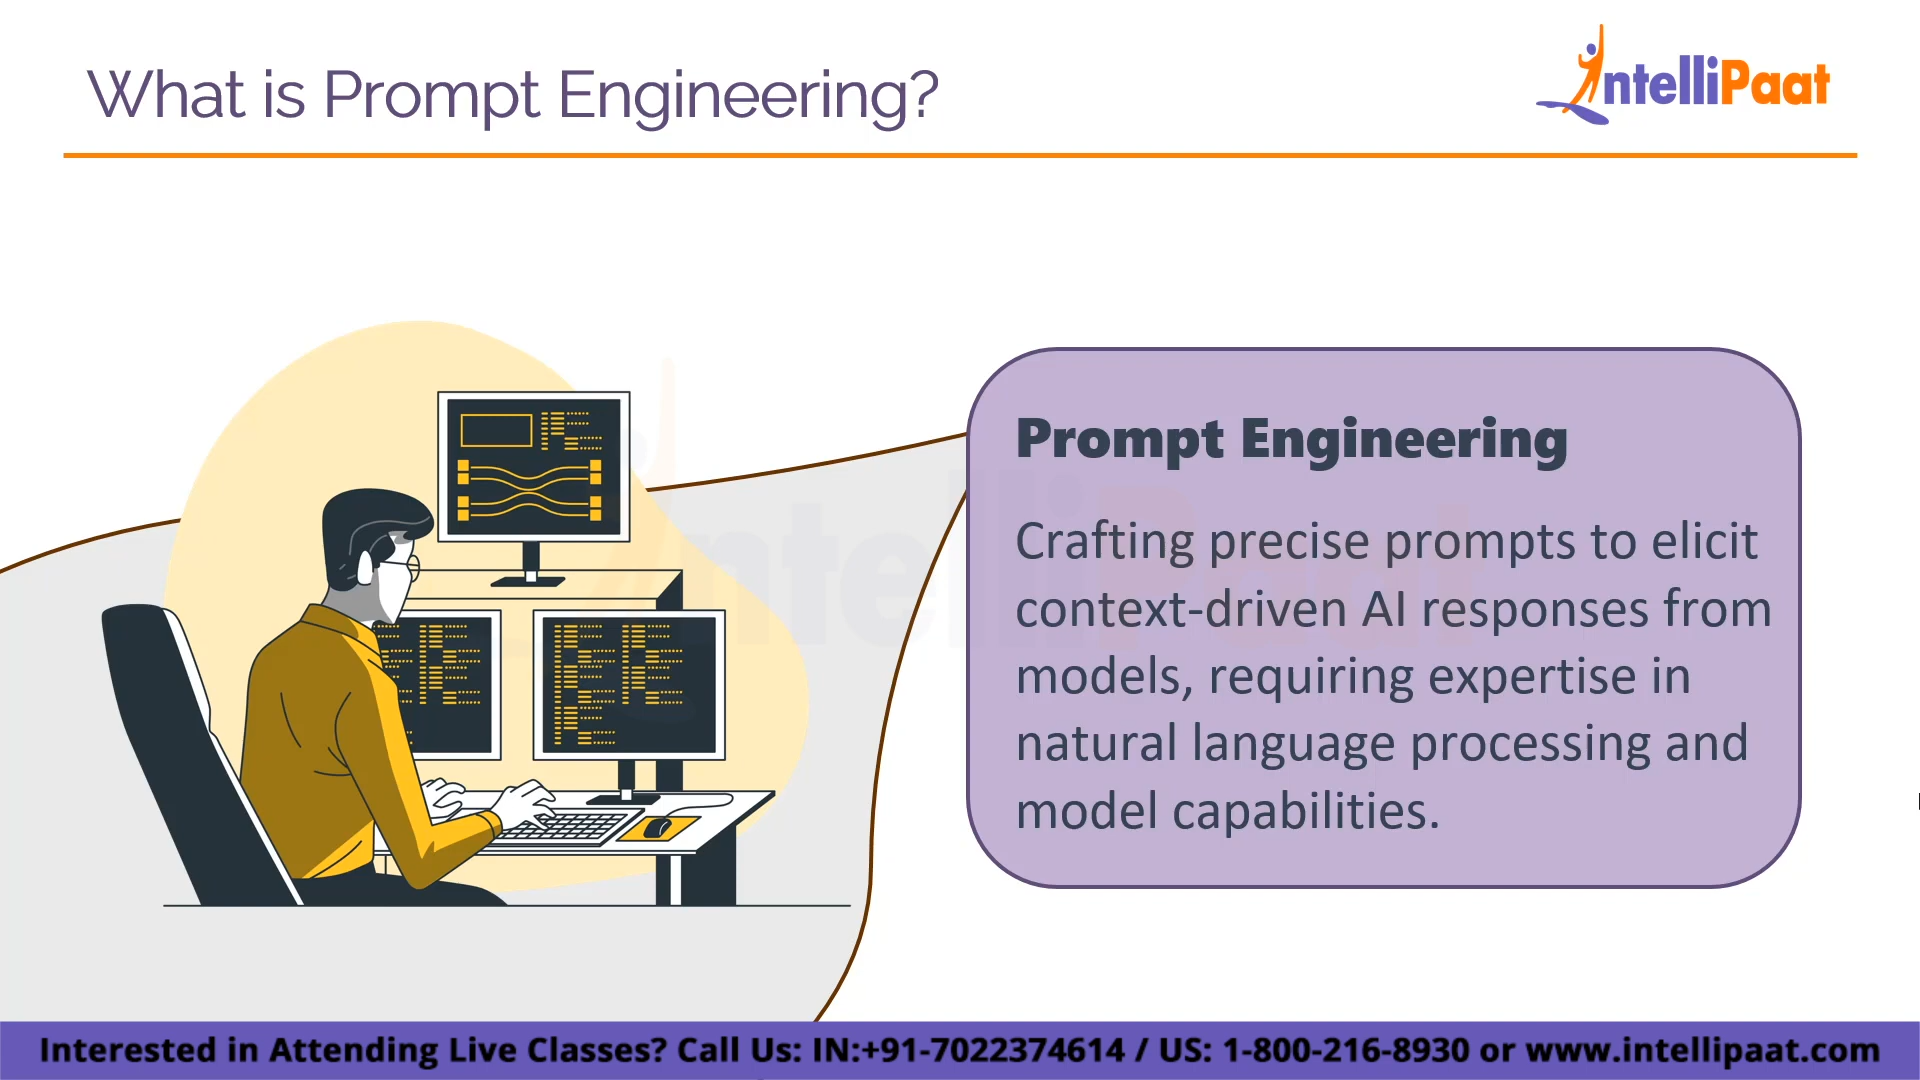 What is Prompt Engineering?
IntelliPaat
Prompt Engineering
Crafting precise prompts to elicit
context-driven AI responses from
models, requiring expertise in
natural language processing and
model capabilities.
IntelliPaat
Interested in Attending Live Classes? Call Us: IN:+91-7022374614 / US: 1-800-216-8930 or www.intellipaat.com